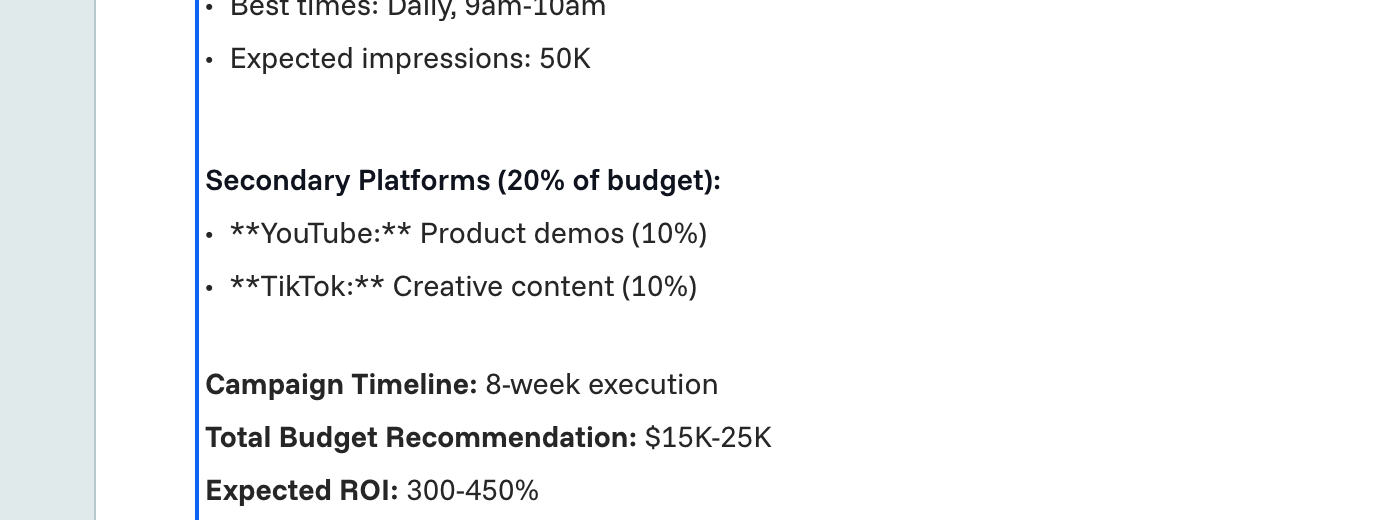 • Best times: Daily, 9am-10am
• Expected impressions: 50K
Secondary Platforms (20% of budget):
• **YouTube:** Product demos (10%)
• **TikTok:** Creative content (10%)
Campaign Timeline: 8-week execution
Total Budget Recommendation: $15K-25K
Expected ROI: 300-450%